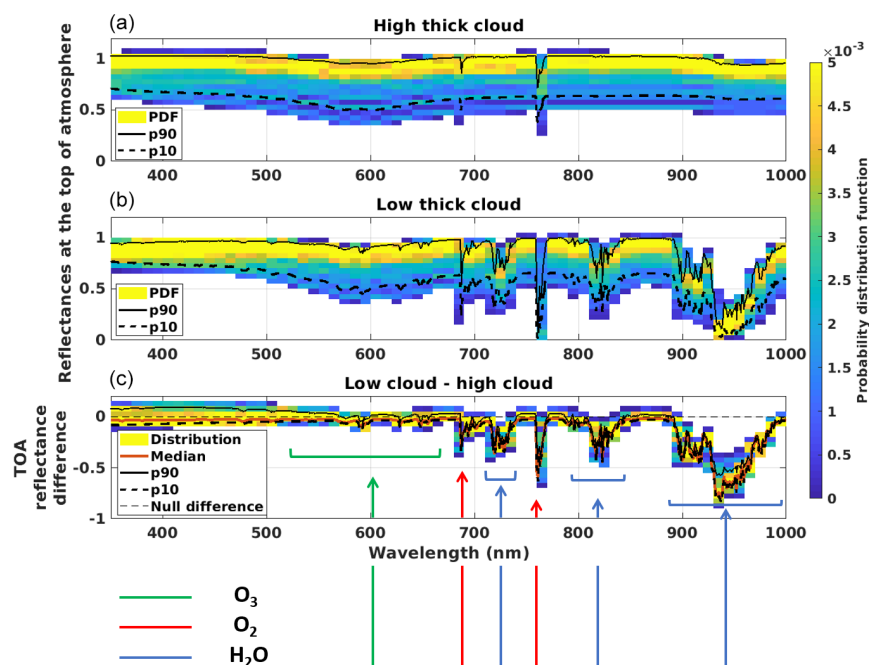 (a)
High thick cloud
1
0.5
0
PDF
p90
p10
400 500 600 700 800 900 1000
(b)
Low thick cloud
1
0.5
0
PDF
p90
p10
400 500 600 700 800 900 1000
Reflectances at the top of atmosphere
(c)
Low cloud - high cloud
0
-0.5
-1
TOA
reflectance
difference
Distribution
Median
p90
p10
Null difference
400 500 600 700 800 900 1000
Wavelength (nm)
×10⁻³
5
4.5
4
3.5
3
2.5
2
1.5
1
0.5
0
Probability distribution function
O₃
O₂
H₂O